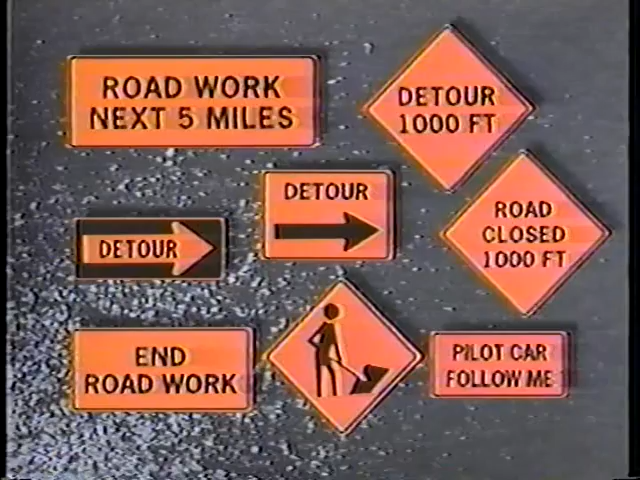 ROAD WORK
NEXT 5 MILES
DETOUR
1000 FT
DETOUR
ROAD
CLOSED
1000 FT
DETOUR
END
ROAD WORK
PILOT CAR
FOLLOW ME